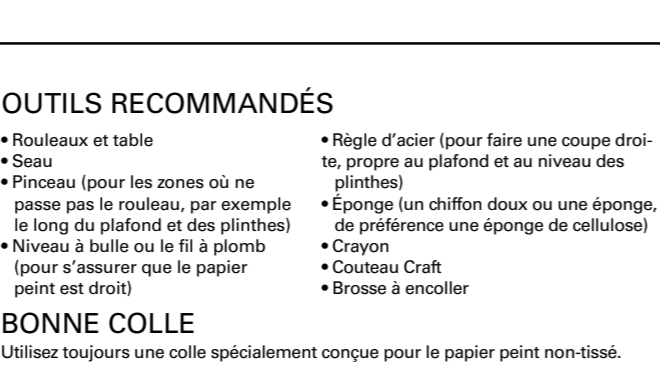 OUTILS RECOMMANDÉS
• Rouleaux et table
• Seau
• Pinceau (pour les zones où ne
passe pas le rouleau, par exemple
le long du plafond et des plinthes)
• Niveau à bulle ou le fil à plomb
(pour s’assurer que le papier
peint est droit)
• Règle d’acier (pour faire une coupe droi-
te, propre au plafond et au niveau des
plinthes)
• Éponge (un chiffon doux ou une éponge,
de préférence une éponge de cellulose)
• Crayon
• Couteau Craft
• Brosse à encoller
BONNE COLLE
Utilisez toujours une colle spécialement conçue pour le papier peint non-tissé.